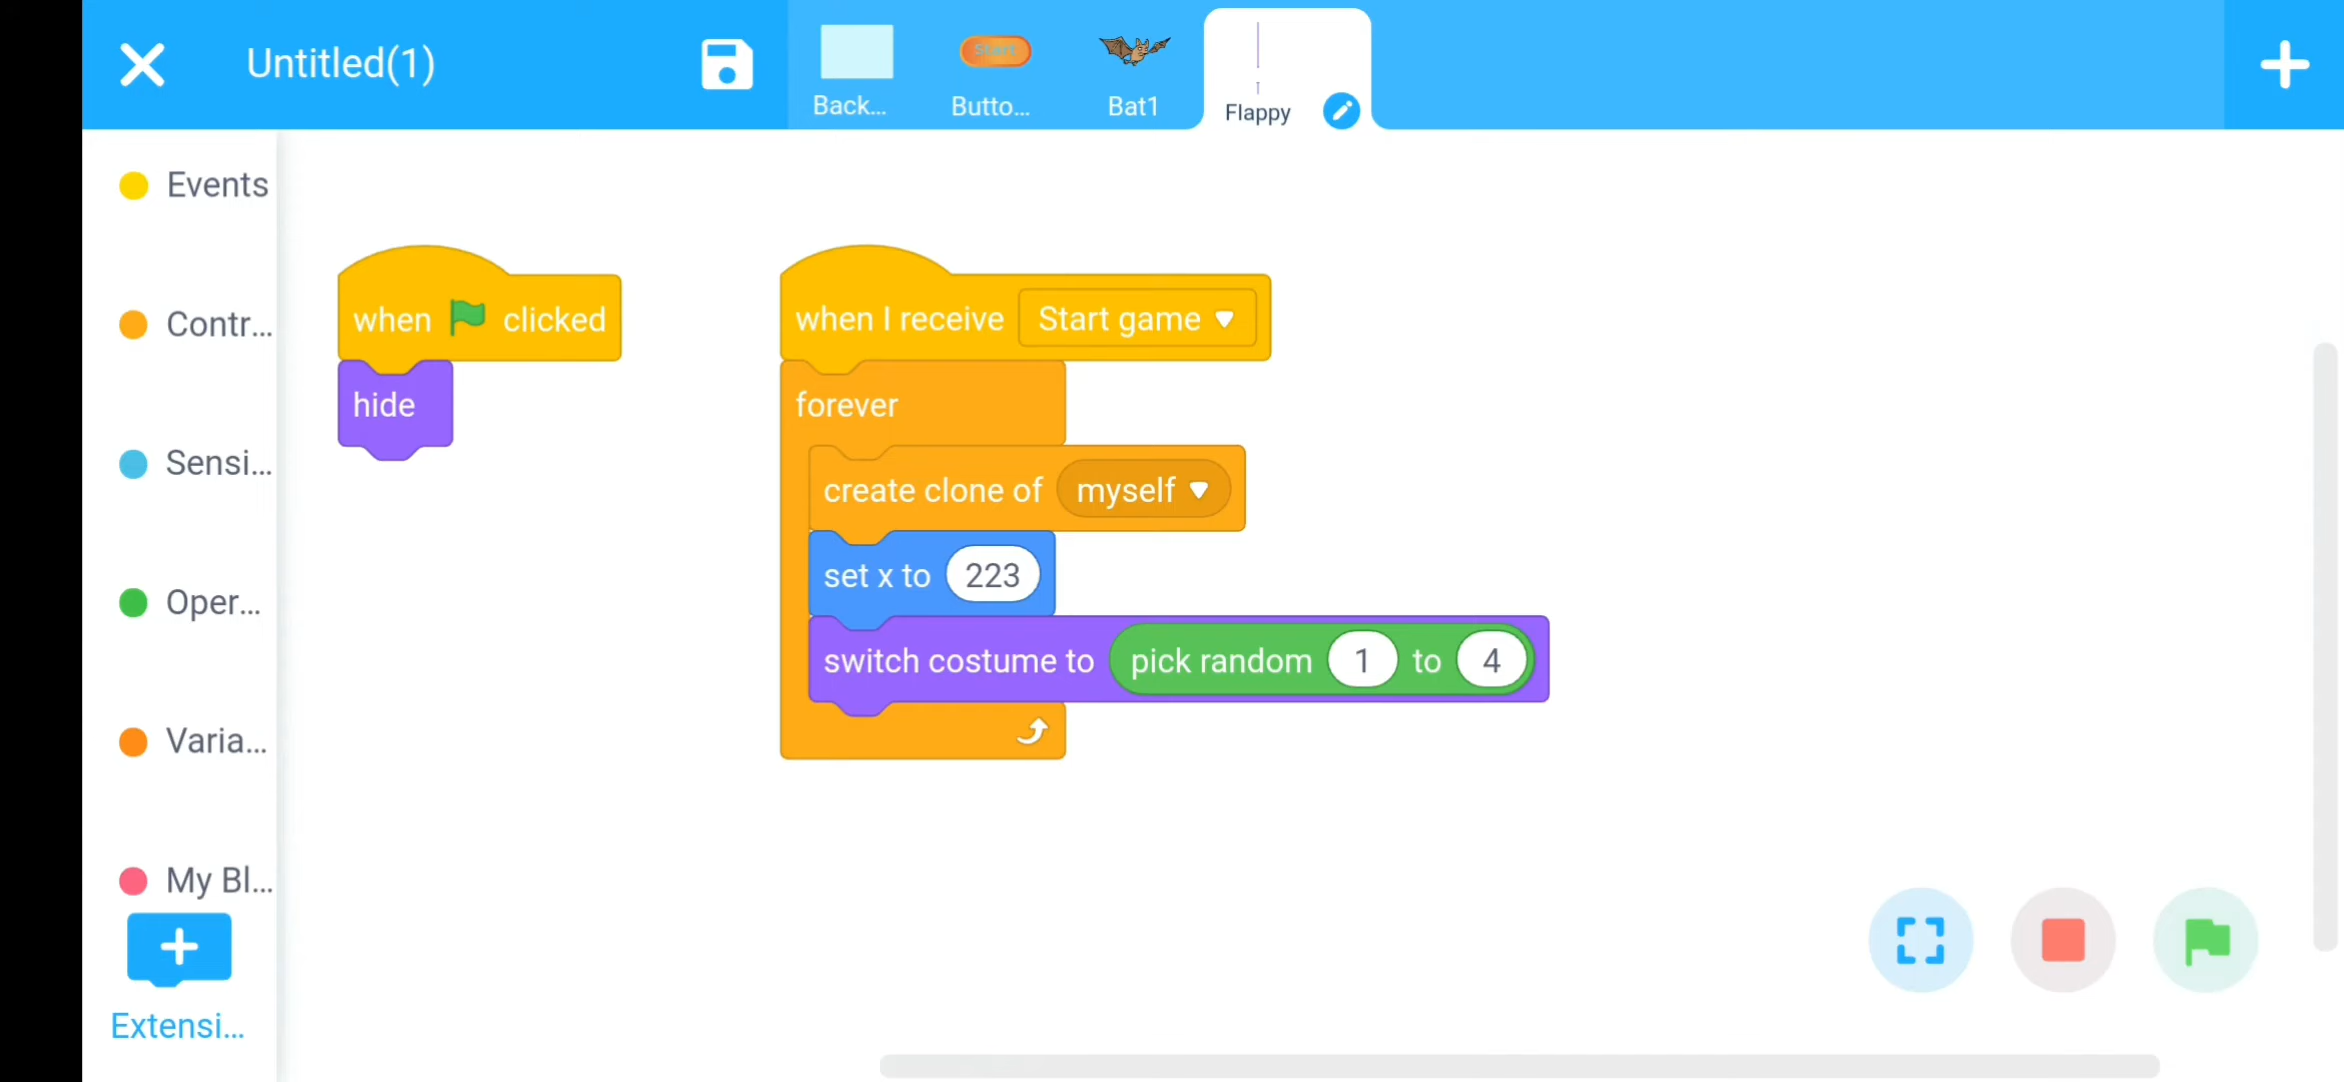 Untitled(1)
Back...
Start
Butto...
Bat1
Flappy
Events
Contr...
Sensi...
Oper...
Varia...
My Bl...
Extensi...
when clicked
hide
when I receive Start game
forever
create clone of myself
set x to 223
switch costume to pick random 1 to 4